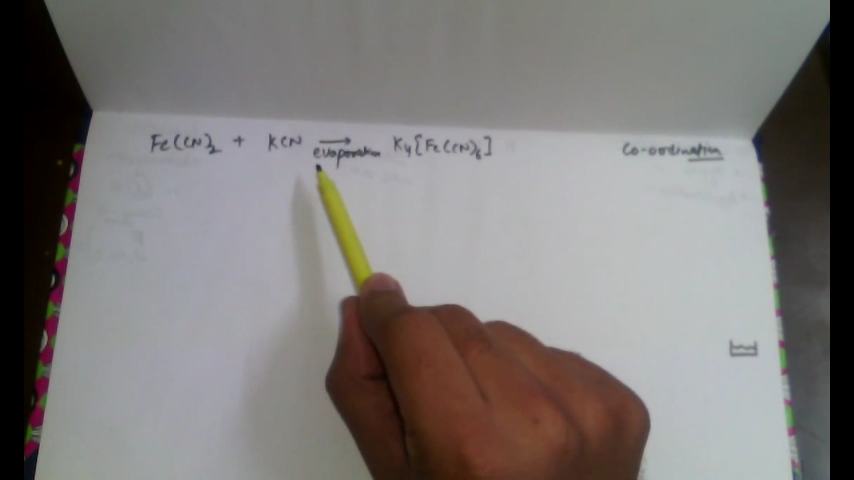 Fe(CN)₂ + KCN → K₄[Fe(CN)₆] Co-ordination
evaporation